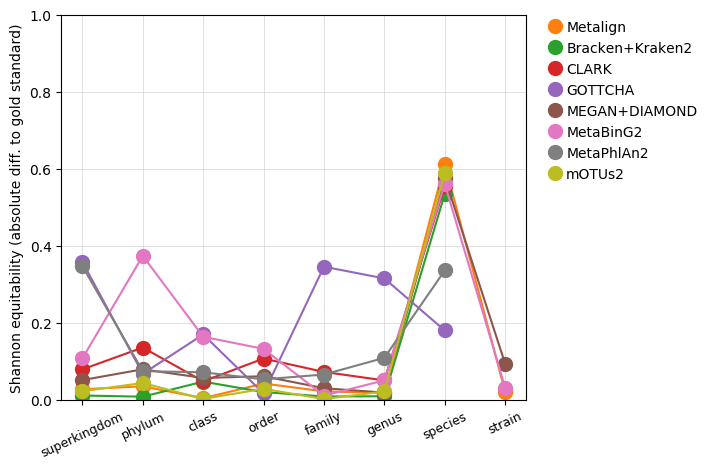 Shannon equitability (absolute diff. to gold standard)
1.0
0.8
0.6
0.4
0.2
0.0
superkingdom
phylum
class
order
family
genus
species
strain
Metalign
Bracken+Kraken2
CLARK
GOTTCHA
MEGAN+DIAMOND
MetaBinG2
MetaPhlAn2
mOTUs2